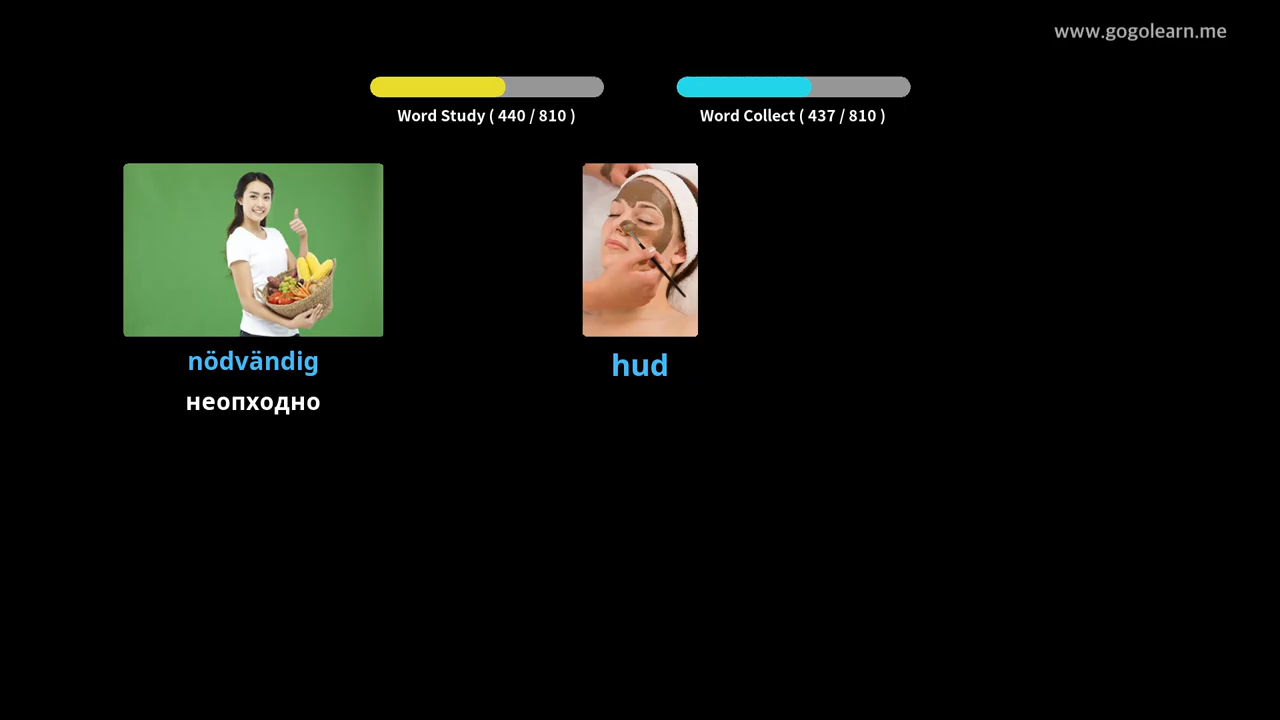 www.gogolearn.me
Word Study ( 440 / 810 )
Word Collect ( 437 / 810 )
nödvändig
неопходно
hud